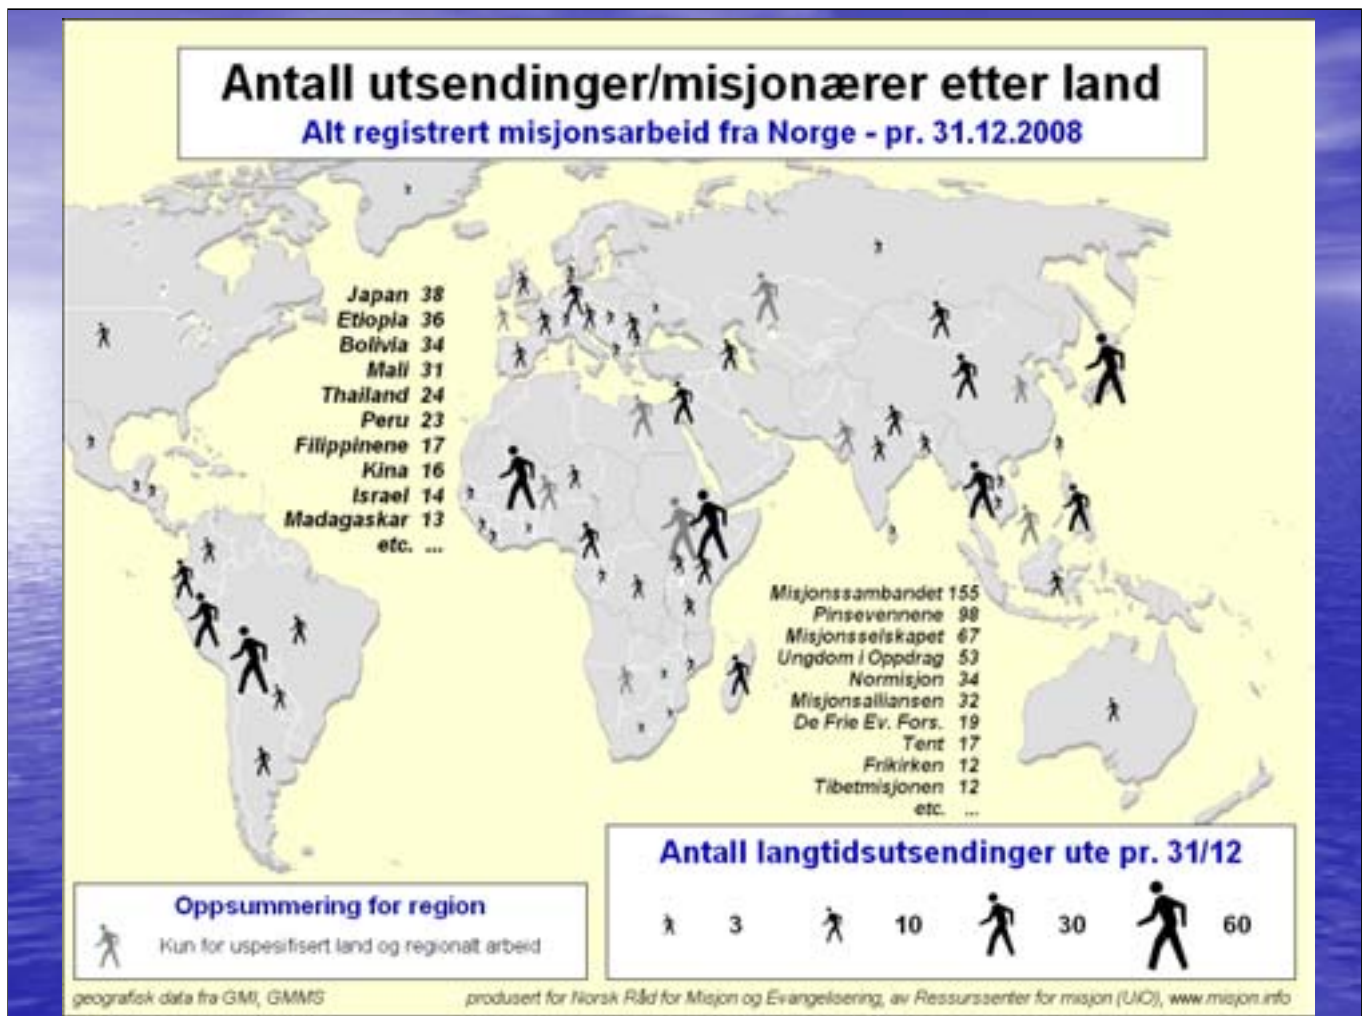 Antall utsendinger/misjonærer etter land
Alt registrert misjonsarbeid fra Norge - pr. 31.12.2008
Japan 38
Etiopia 36
Bolivia 34
Mali 31
Thailand 24
Peru 23
Filippinene 17
Kina 16
Israel 14
Madagaskar 13
etc. ...
Misjonssambandet 155
Pinsevennene 98
Misjonsselskapet 67
Ungdom i Oppdrag 53
Normisjon 34
Misjonsalliansen 32
De Frie Ev. Fors. 19
Tent 17
Frikirken 12
Tibetmisjonen 12
etc. ...
Oppsummering for region
Kun for uspesifisert land og regionalt arbeid
Antall langtidsutsendinger ute pr. 31/12
3 10 30 60
geografisk data fra GMI, GMMS
produsert for Norsk Råd for Misjon og Evangelisering, av Ressurssenter for misjon (UiO), www.misjon.info